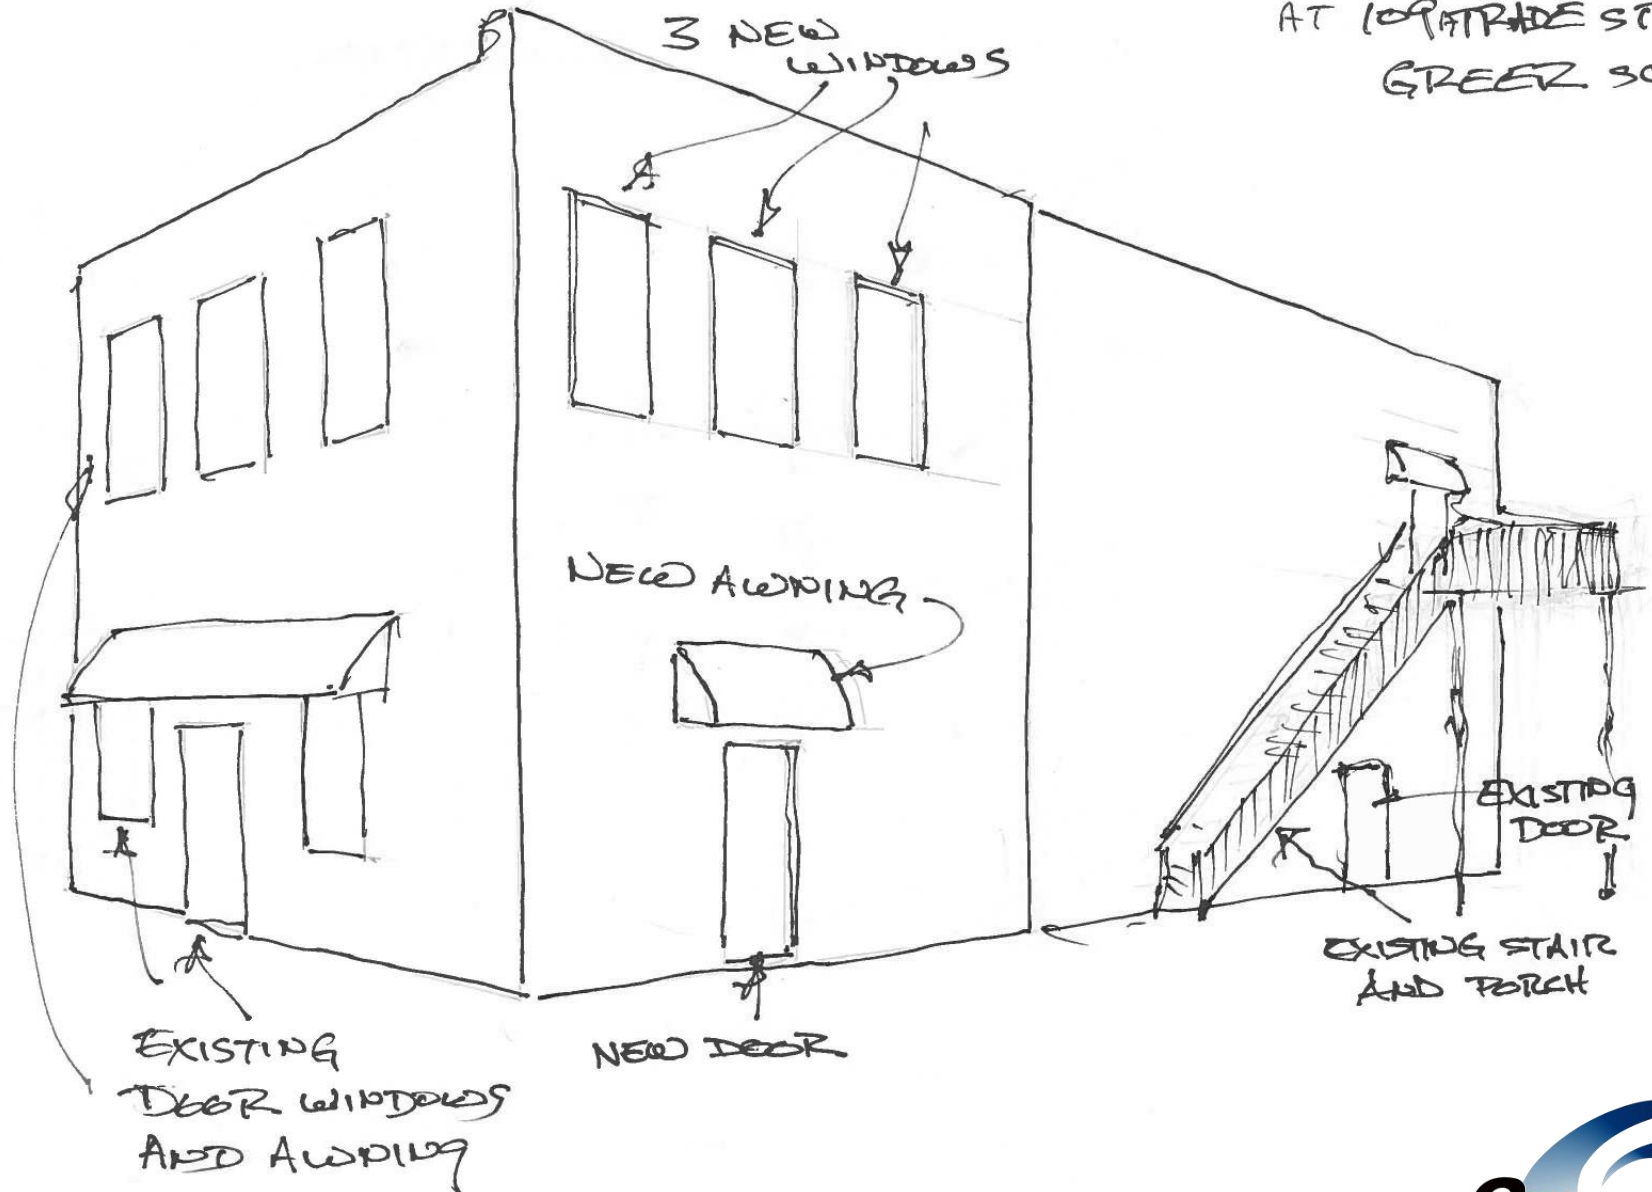 AT 109 A TRADE ST
GREER SC
3 NEW
WINDOWS
NEW AWNING
EXISTING
DOOR
EXISTING STAIR
AND PORCH
NEW DOOR
EXISTING
DOOR WINDOWS
AND AWNING